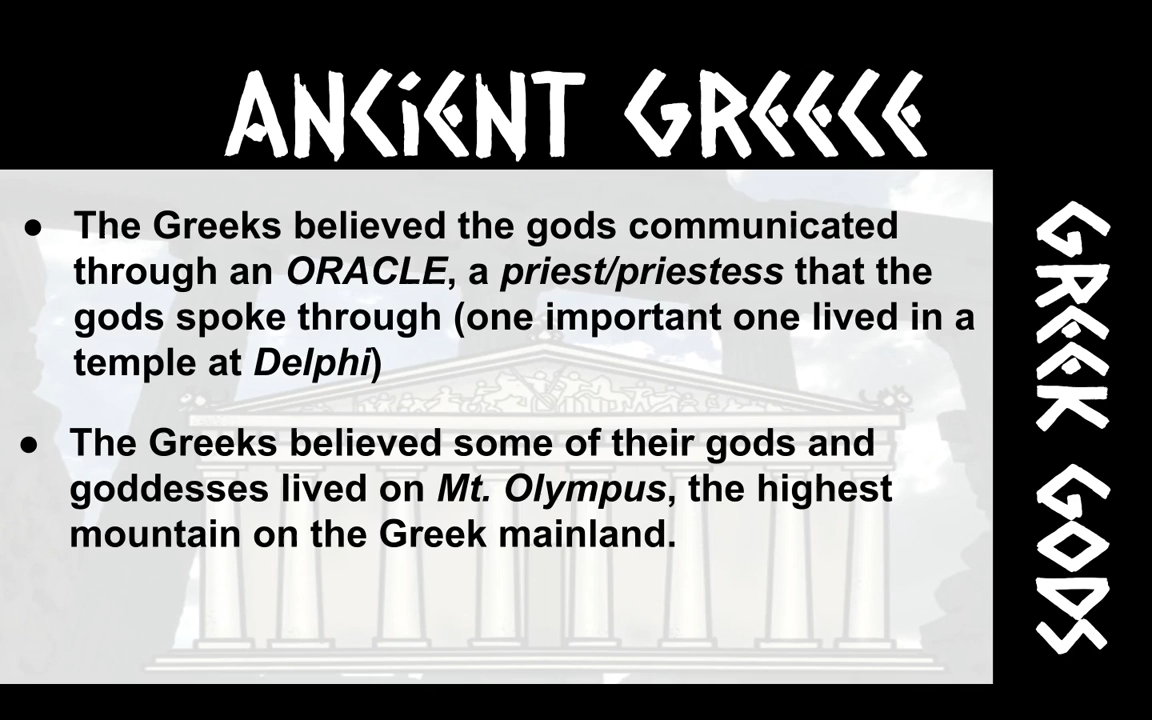 ANCIENT GREECE
● The Greeks believed the gods communicated
through an ORACLE, a priest/priestess that the
gods spoke through (one important one lived in a
temple at Delphi)
● The Greeks believed some of their gods and
goddesses lived on Mt. Olympus, the highest
mountain on the Greek mainland.
GREEK GODS